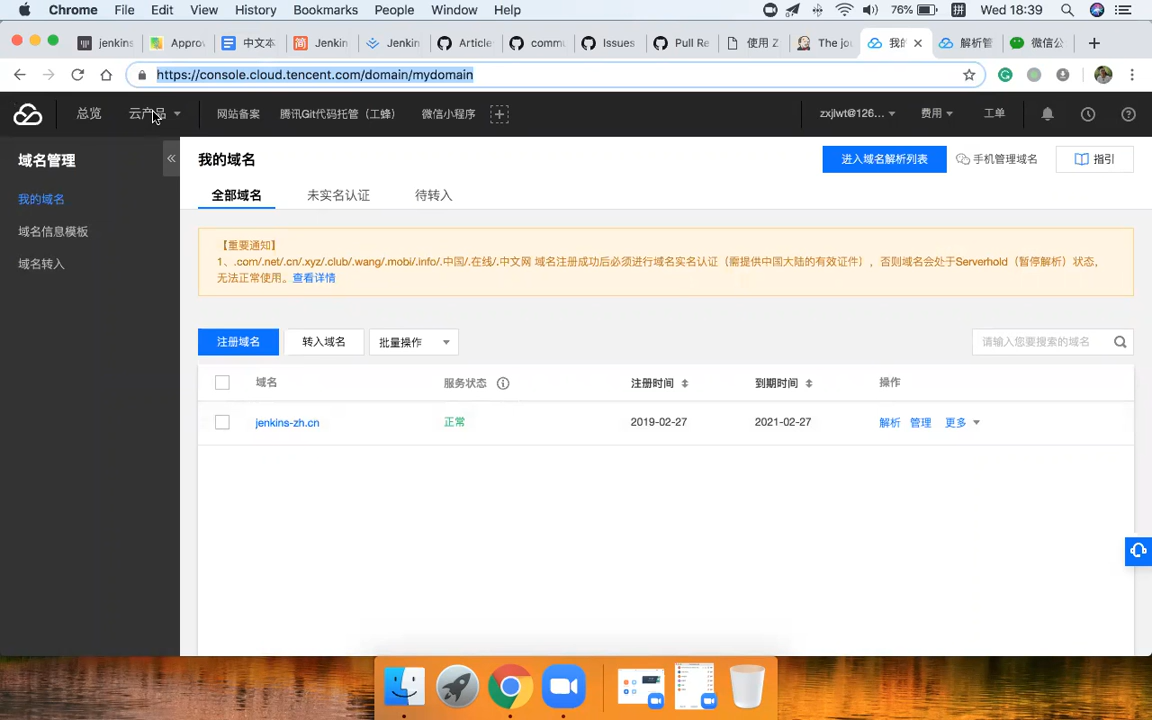 Chrome File Edit View History Bookmarks People Window Help 76% 拼 Wed 18:39
jenkins Approv 中文本 Jenkin Jenkin Article commu Issues Pull Re 使用 Z The jou 我的 解析管 微信公
https://console.cloud.tencent.com/domain/mydomain
总览 云产品 网站备案 腾讯Git代码托管（工蜂） 微信小程序 zxjlwt@126... 费用 工单
域名管理 我的域名 进入域名解析列表 手机管理域名 指引
我的域名 全部域名 未实名认证 待转入
域名信息模板
域名转入
【重要通知】
1、.com/.net/.cn/.xyz/.club/.wang/.mobi/.info/.中国/.在线/.中文网 域名注册成功后必须进行域名实名认证（需提供中国大陆的有效证件），否则域名会处于Serverhold（暂停解析）状态，
无法正常使用。查看详情
注册域名 转入域名 批量操作 请输入您要搜索的域名
域名 服务状态 注册时间 到期时间 操作
jenkins-zh.cn 正常 2019-02-27 2021-02-27 解析 管理 更多